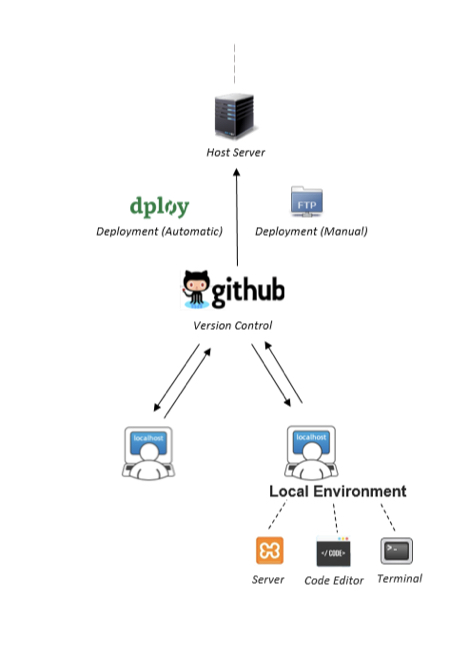 Host Server
dploy
FTP
Deployment (Automatic)
Deployment (Manual)
github
Version Control
localhost
localhost
Local Environment
</ CODE>
>-
Server
Code Editor
Terminal